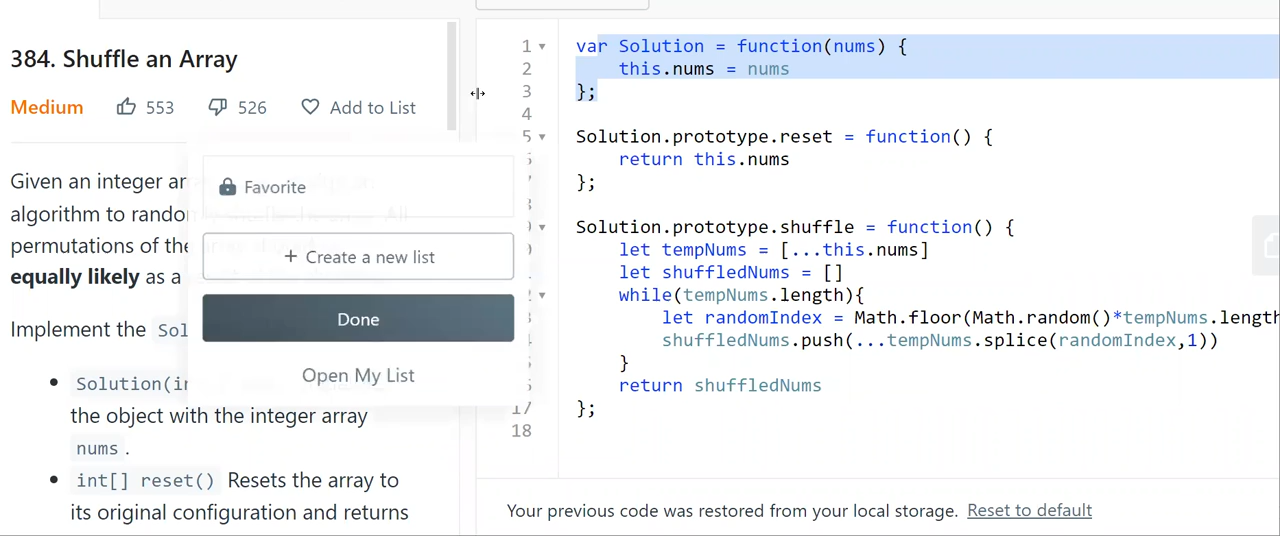 384. Shuffle an Array
Medium 553 526 Add to List
Given an integer
algorithm to
permutations of the
equally likely as a
Implement the
Favorite
+ Create a new list
Done
Open My List
the object with the integer array
nums.
int[] reset() Resets the array to
its original configuration and returns
1 var Solution = function(nums) {
2 this.nums = nums
3 };
4
5 Solution.prototype.reset = function() {
return this.nums
};
Solution.prototype.shuffle = function() {
let tempNums = [...this.nums]
let shuffledNums = []
while(tempNums.length){
let randomIndex = Math.floor(Math.random()*tempNums.length
shuffledNums.push(...tempNums.splice(randomIndex,1))
}
return shuffledNums
17 };
18
Your previous code was restored from your local storage. Reset to default